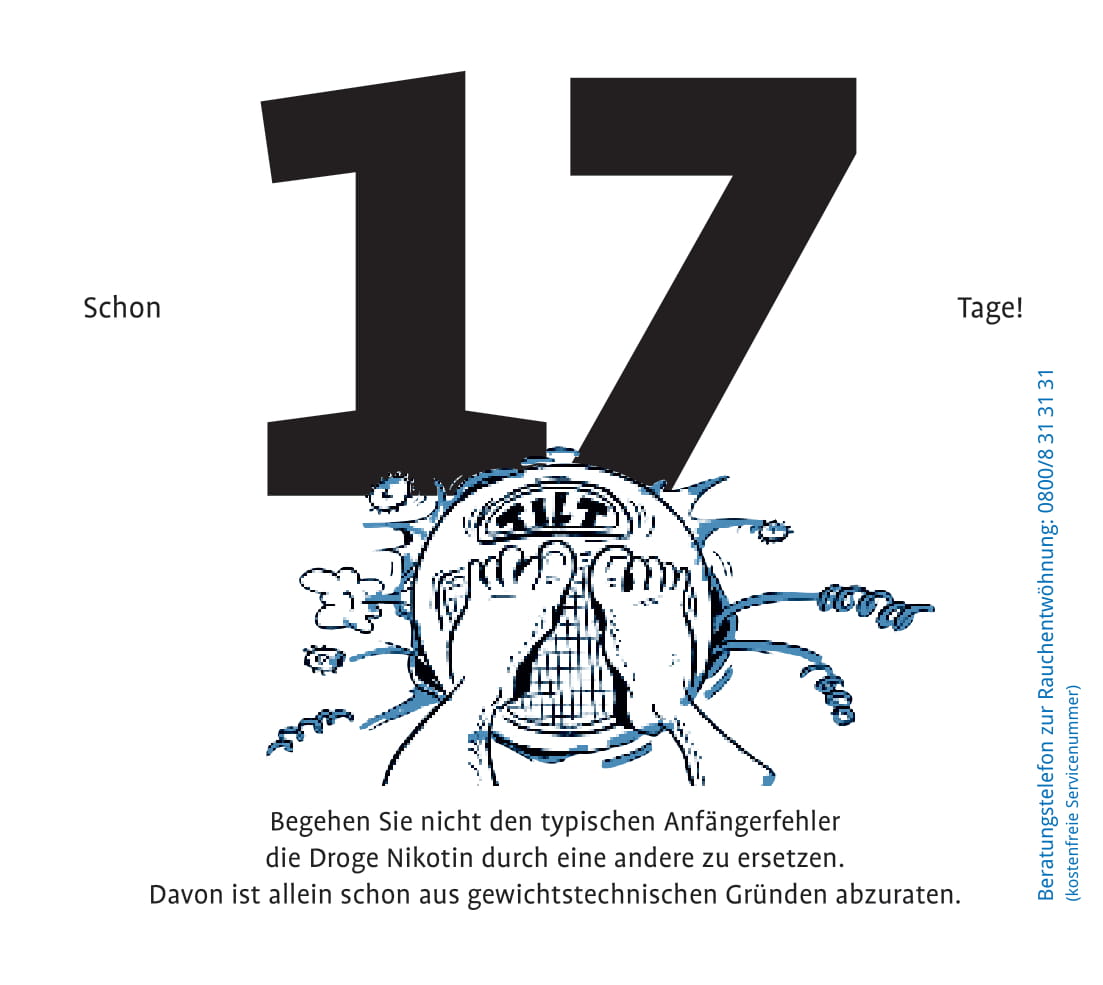 17
Schon
Tage!
TILT
Begehen Sie nicht den typischen Anfängerfehler
die Droge Nikotin durch eine andere zu ersetzen.
Davon ist allein schon aus gewichtstechnischen Gründen abzuraten.
Beratungstelefon zur Rauchentwöhnung: 0800/8 31 31 31
(kostenfreie Servicenummer)